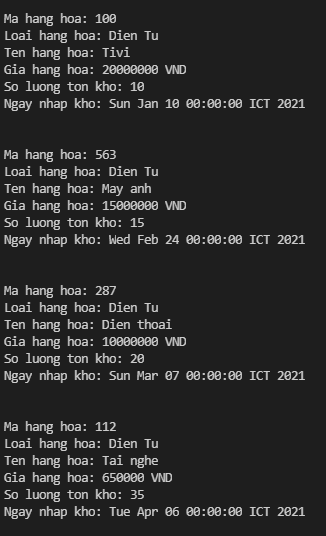 Ma hang hoa: 100
Loai hang hoa: Dien Tu
Ten hang hoa: Tivi
Gia hang hoa: 20000000 VND
So luong ton kho: 10
Ngay nhap kho: Sun Jan 10 00:00:00 ICT 2021
Ma hang hoa: 563
Loai hang hoa: Dien Tu
Ten hang hoa: May anh
Gia hang hoa: 15000000 VND
So luong ton kho: 15
Ngay nhap kho: Wed Feb 24 00:00:00 ICT 2021
Ma hang hoa: 287
Loai hang hoa: Dien Tu
Ten hang hoa: Dien thoai
Gia hang hoa: 10000000 VND
So luong ton kho: 20
Ngay nhap kho: Sun Mar 07 00:00:00 ICT 2021
Ma hang hoa: 112
Loai hang hoa: Dien Tu
Ten hang hoa: Tai nghe
Gia hang hoa: 650000 VND
So luong ton kho: 35
Ngay nhap kho: Tue Apr 06 00:00:00 ICT 2021